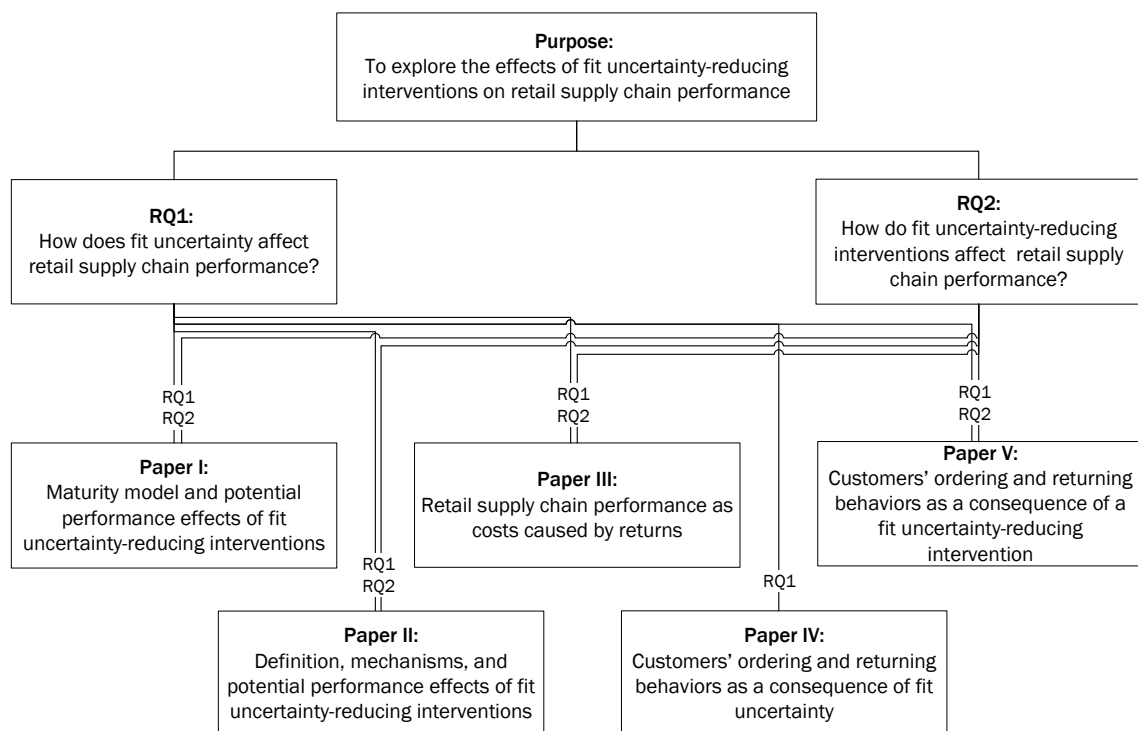 Purpose:
To explore the effects of fit uncertainty-reducing
interventions on retail supply chain performance
RQ1:
How does fit uncertainty affect
retail supply chain performance?
RQ2:
How do fit uncertainty-reducing
interventions affect retail supply
chain performance?
RQ1
RQ2
Paper I:
Maturity model and potential
performance effects of fit
uncertainty-reducing interventions
RQ1
RQ2
Paper II:
Definition, mechanisms, and
potential performance effects of fit
uncertainty-reducing interventions
RQ1
RQ2
Paper III:
Retail supply chain performance as
costs caused by returns
RQ1
Paper IV:
Customers’ ordering and returning
behaviors as a consequence of fit
uncertainty
RQ1
RQ2
Paper V:
Customers’ ordering and returning
behaviors as a consequence of a
fit uncertainty-reducing
intervention